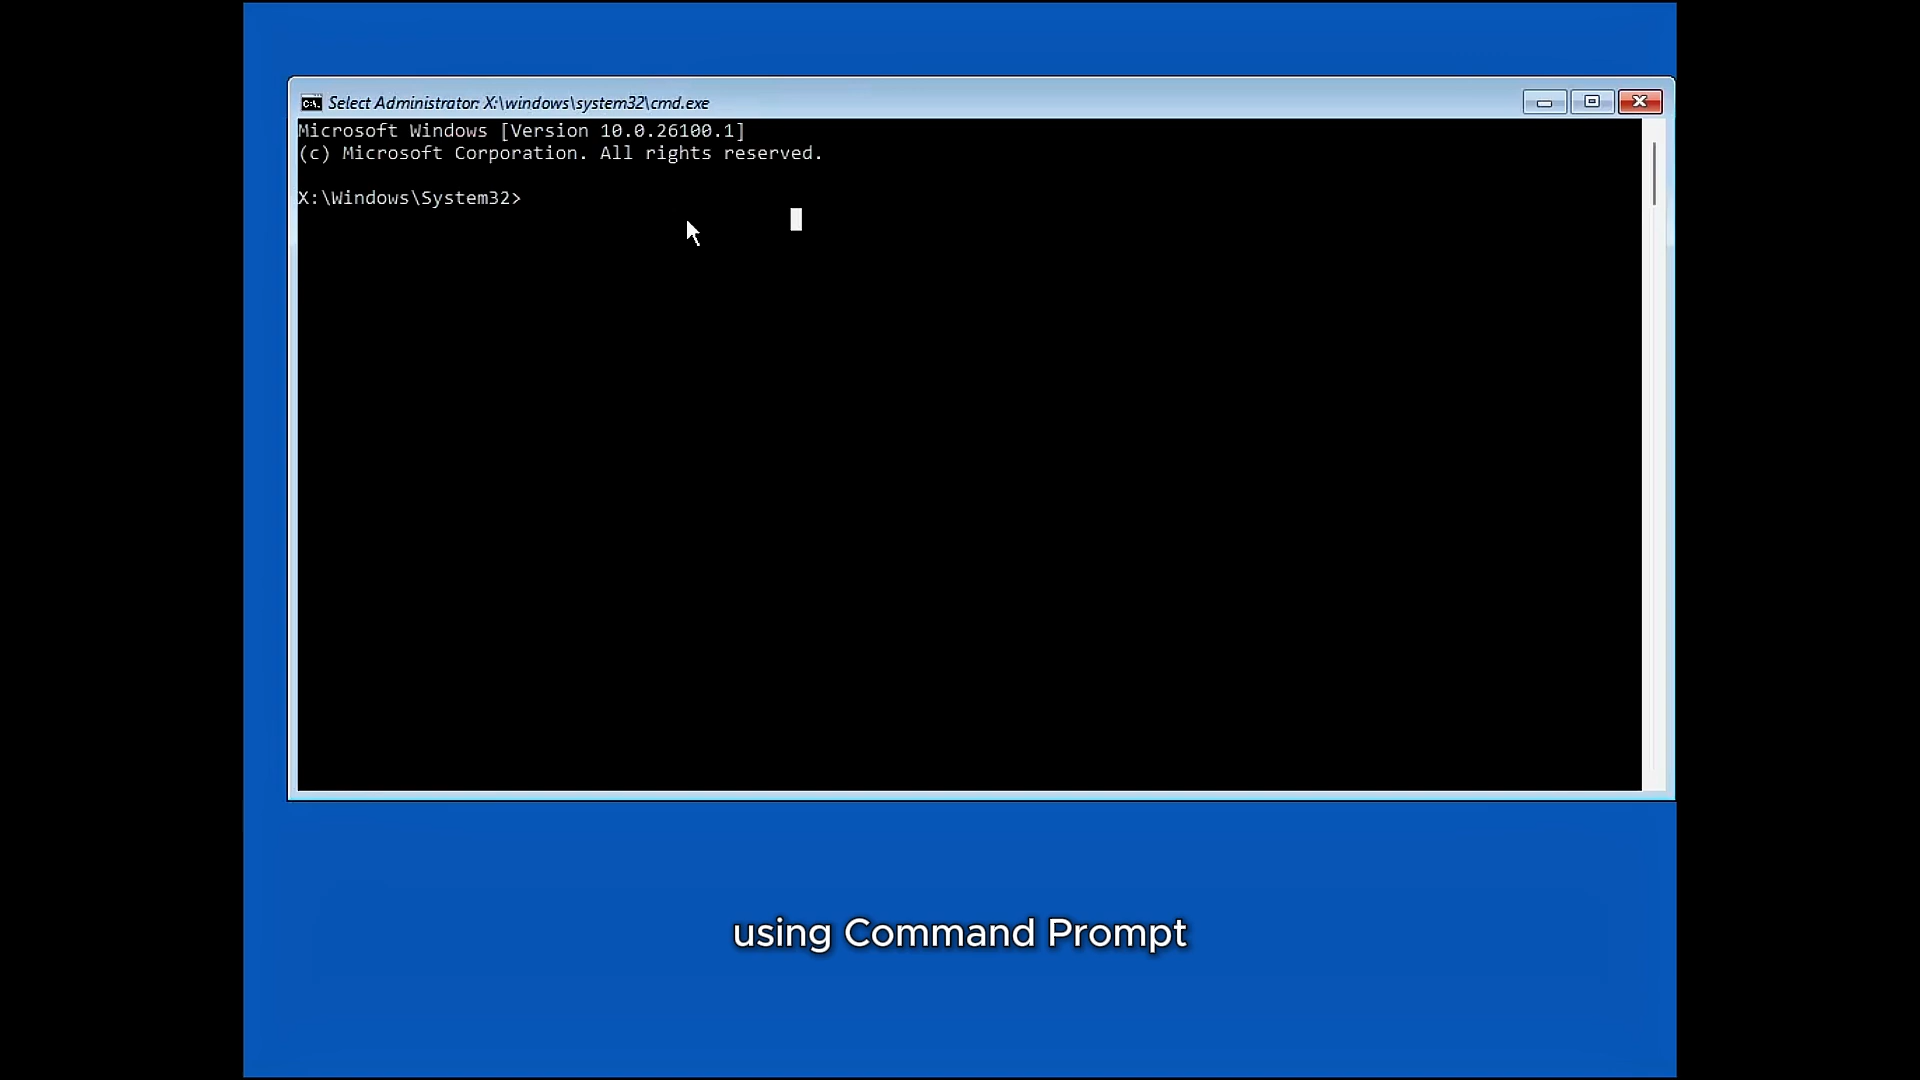 Select Administrator: X:\windows\system32\cmd.exe
Microsoft Windows [Version 10.0.26100.1]
(c) Microsoft Corporation. All rights reserved.
X:\Windows\System32>
using Command Prompt